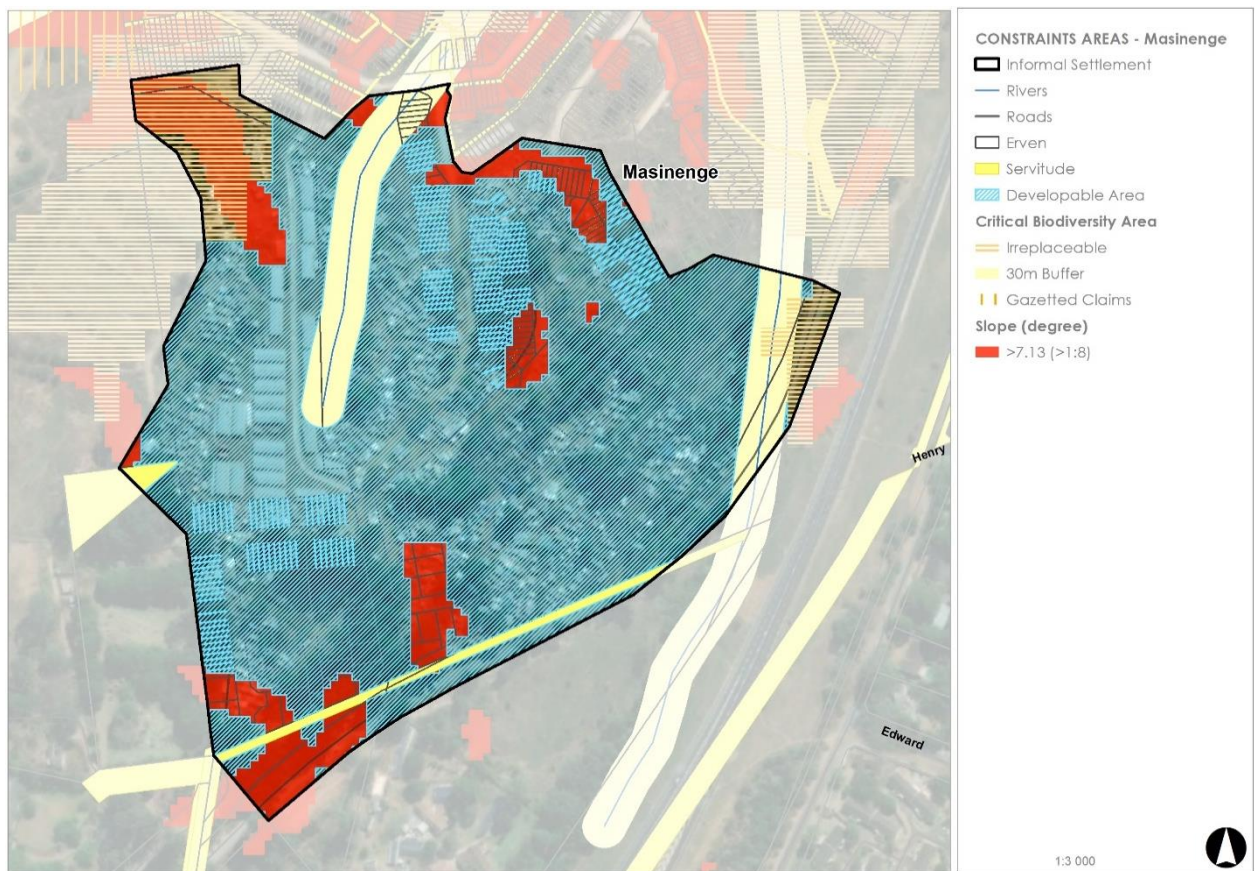 Masinenge
Henry
Edward
CONSTRAINTS AREAS - Masinenge
Informal Settlement
Rivers
Roads
Erven
Servitude
Developable Area
Critical Biodiversity Area
Irreplaceable
30m Buffer
Gazetted Claims
Slope (degree)
>7.13 (>1:8)
1:3 000